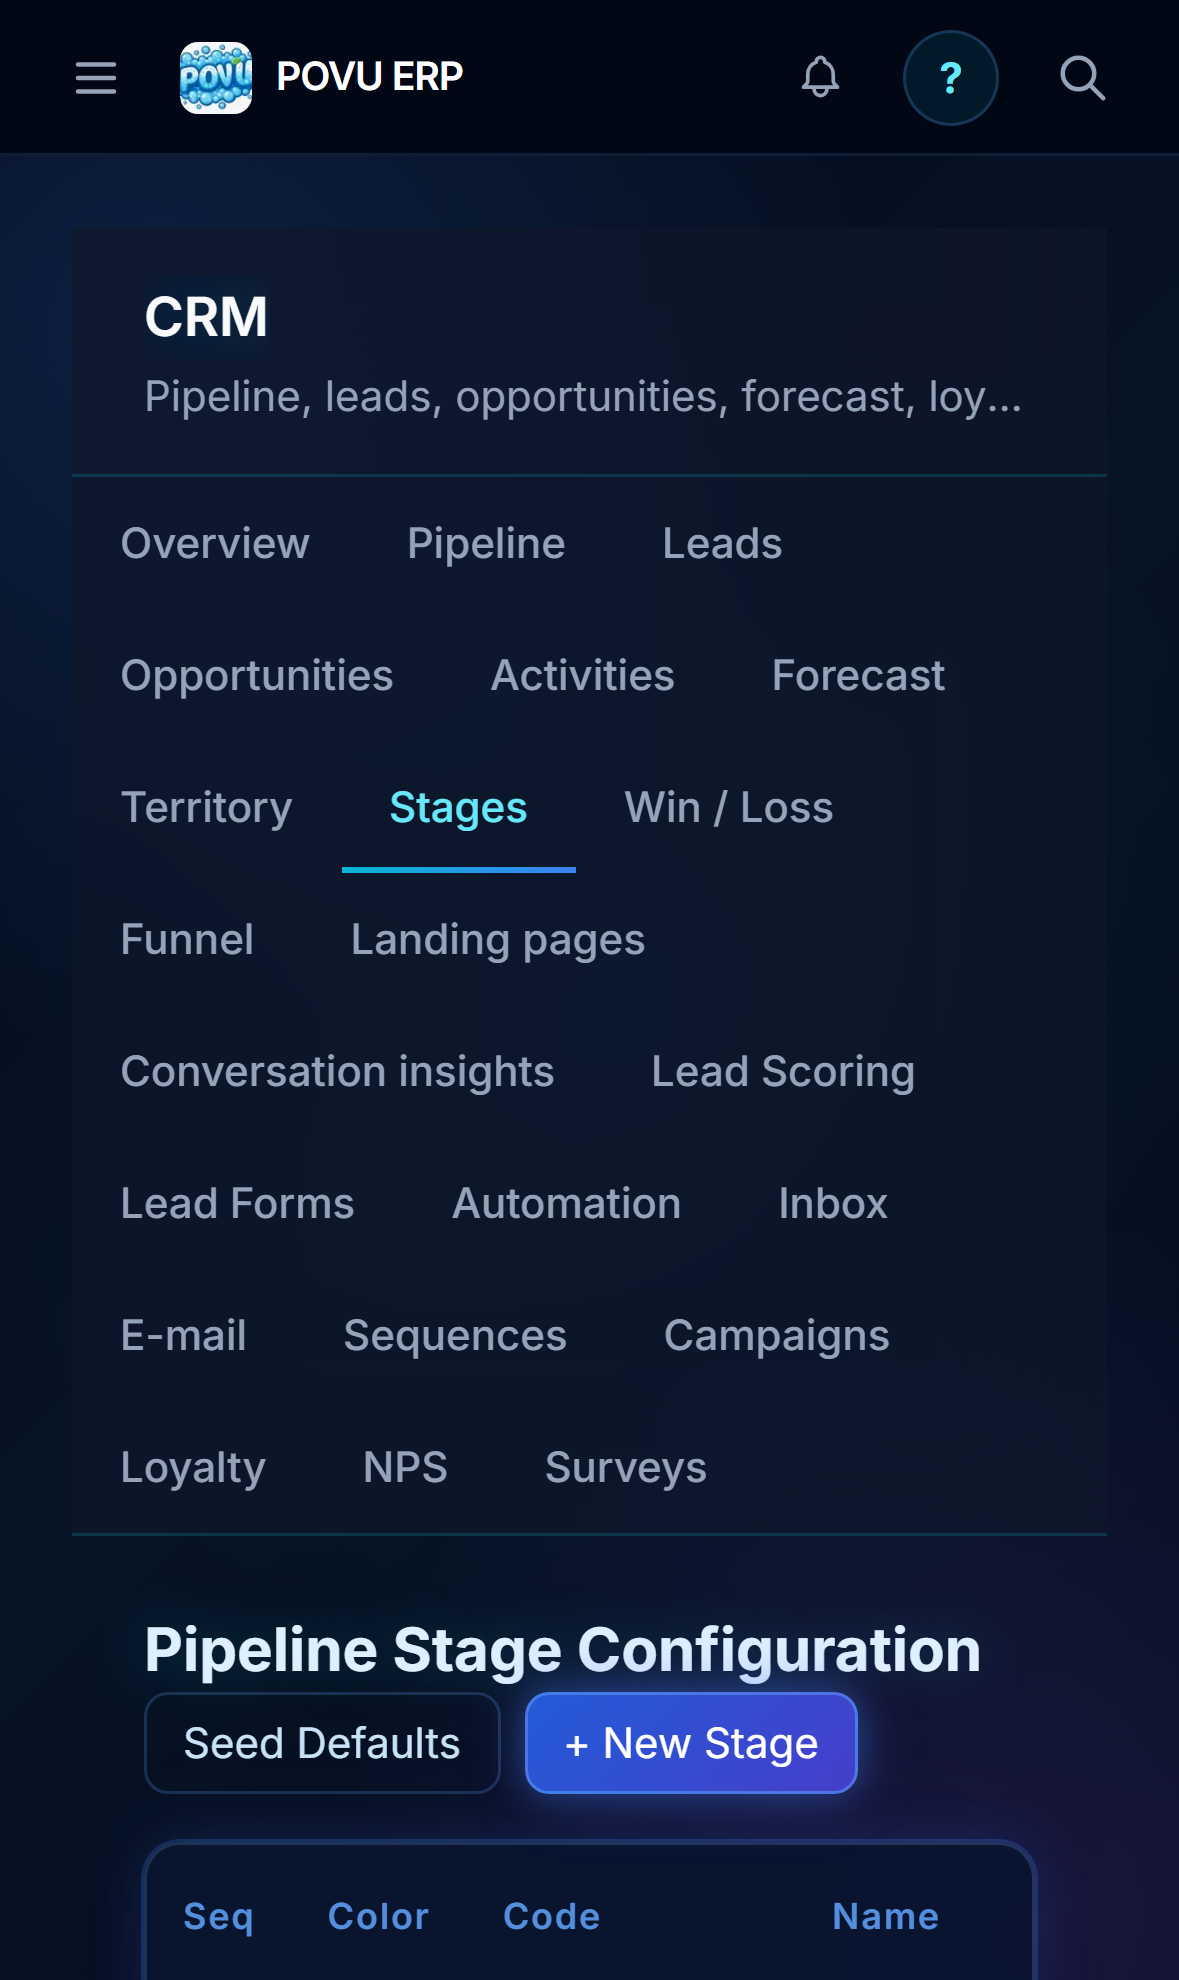 POVU POVU ERP ?
CRM
Pipeline, leads, opportunities, forecast, loy...
Overview Pipeline Leads
Opportunities Activities Forecast
Territory Stages Win / Loss
Funnel Landing pages
Conversation insights Lead Scoring
Lead Forms Automation Inbox
E-mail Sequences Campaigns
Loyalty NPS Surveys
Pipeline Stage Configuration
Seed Defaults + New Stage
Seq Color Code Name